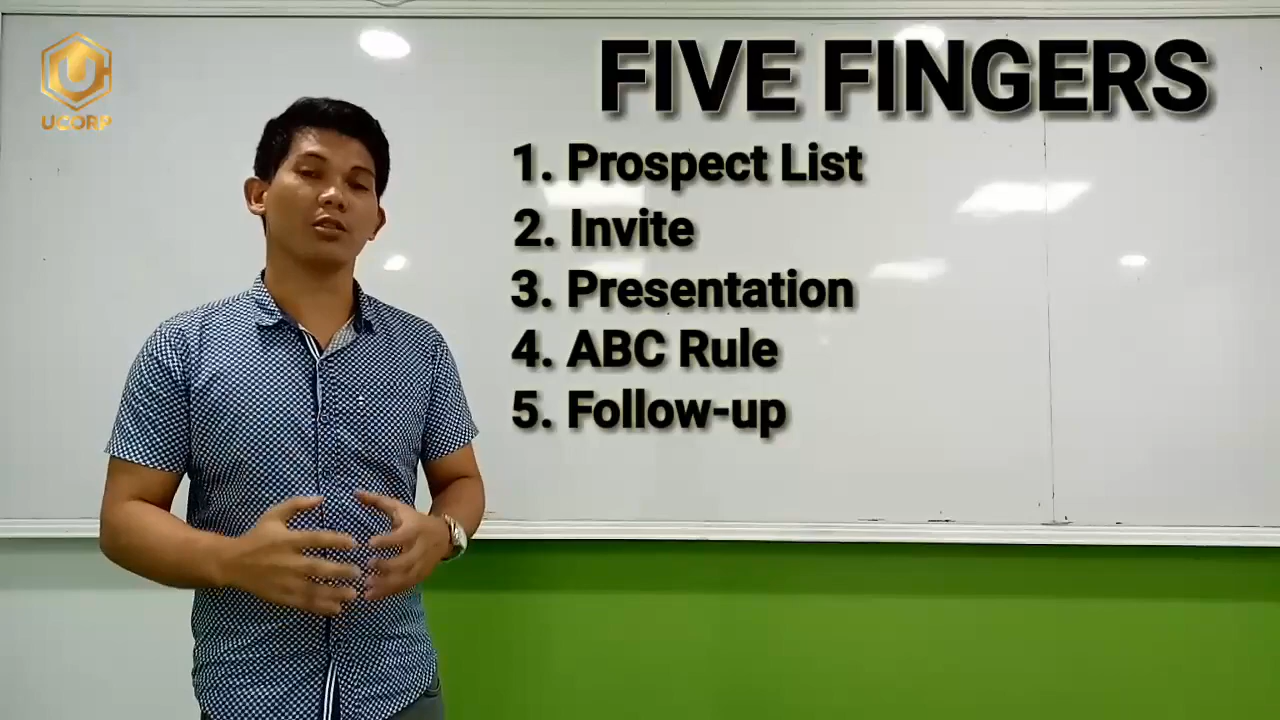 UCORP
FIVE FINGERS
1. Prospect List
2. Invite
3. Presentation
4. ABC Rule
5. Follow-up